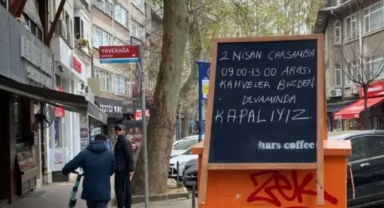 2 NİSAN ÇARŞAMBA
09:00-13:00 ARASI
KAHVELER BİZDEN
DEVAMINDA
KAPALIYIZ
bars coffee
YAVERAĞA